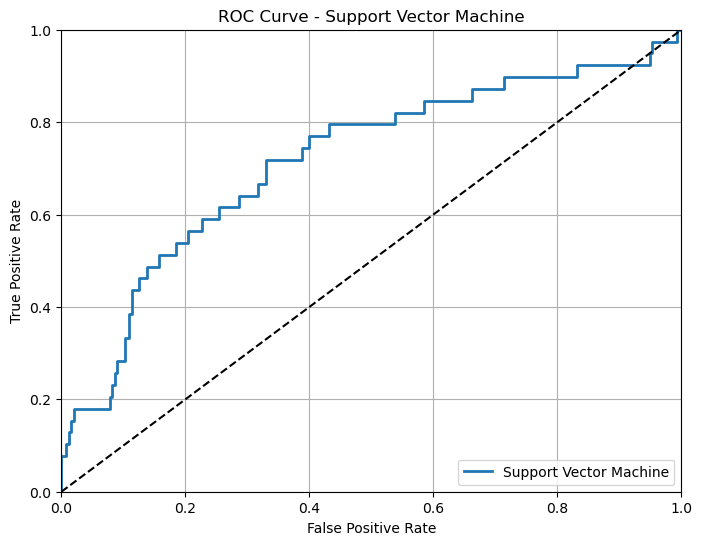 ROC Curve - Support Vector Machine
True Positive Rate
1.0
0.8
0.6
0.4
0.2
0.0
Support Vector Machine
0.0 0.2 0.4 0.6 0.8 1.0
False Positive Rate